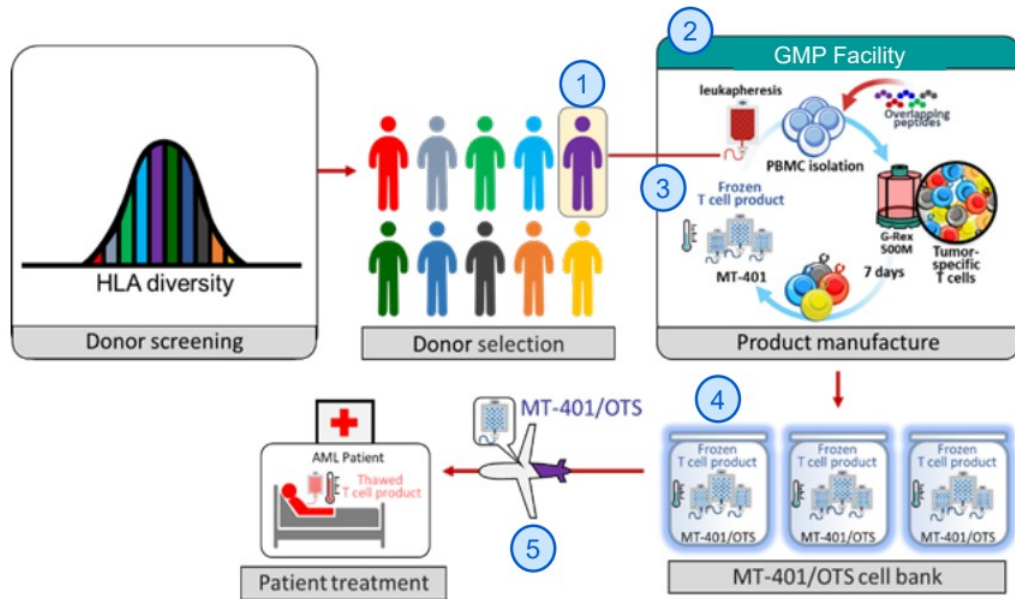 HLA diversity
Donor screening
1
Donor selection
2
GMP Facility
leukapheresis
Overlapping
peptides
PBMC isolation
3
Frozen
T cell product
MT-401
G-Rex
500M
Tumor-
specific
T cells
7 days
Product manufacture
4
Frozen
T cell product
MT-401/OTS
Frozen
T cell product
MT-401/OTS
Frozen
T cell product
MT-401/OTS
MT-401/OTS cell bank
MT-401/OTS
5
AML Patient
Thawed
T cell product
Patient treatment